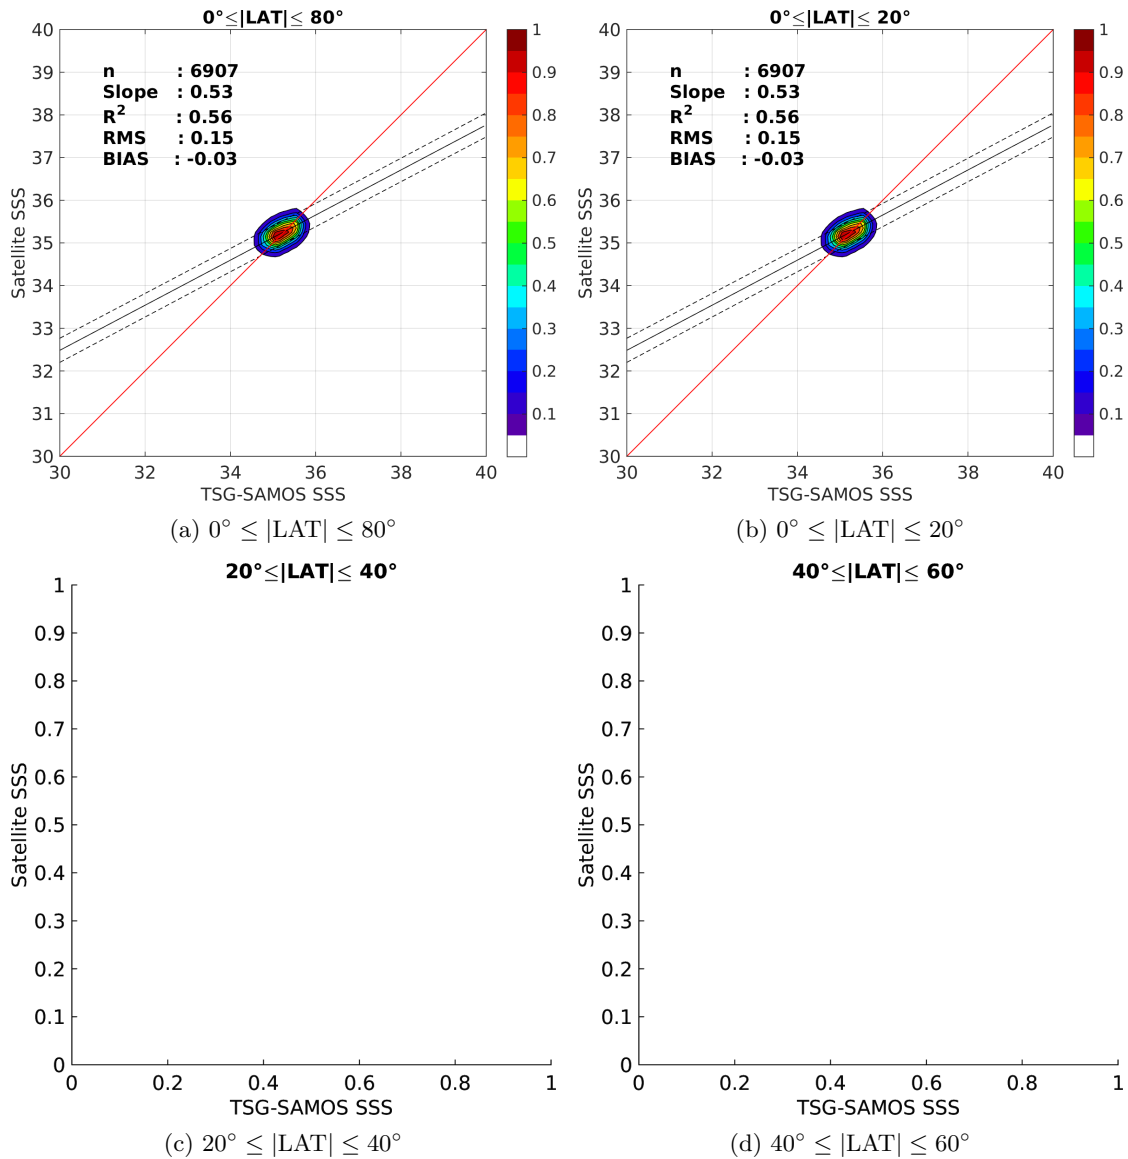 0°≤|LAT|≤ 80°
40
39
38
37
36
35
34
33
32
31
30
n : 6907
Slope : 0.53
R² : 0.56
RMS : 0.15
BIAS : -0.03
30 32 34 36 38 40
TSG-SAMOS SSS
Satellite SSS
1
0.9
0.8
0.7
0.6
0.5
0.4
0.3
0.2
0.1
(a) 0° ≤ |LAT| ≤ 80°
0°≤|LAT|≤ 20°
40
39
38
37
36
35
34
33
32
31
30
n : 6907
Slope : 0.53
R² : 0.56
RMS : 0.15
BIAS : -0.03
30 32 34 36 38 40
TSG-SAMOS SSS
Satellite SSS
1
0.9
0.8
0.7
0.6
0.5
0.4
0.3
0.2
0.1
(b) 0° ≤ |LAT| ≤ 20°
20°≤|LAT|≤ 40°
1
0.9
0.8
0.7
0.6
0.5
0.4
0.3
0.2
0.1
0
0 0.2 0.4 0.6 0.8 1
TSG-SAMOS SSS
Satellite SSS
(c) 20° ≤ |LAT| ≤ 40°
40°≤|LAT|≤ 60°
1
0.9
0.8
0.7
0.6
0.5
0.4
0.3
0.2
0.1
0
0 0.2 0.4 0.6 0.8 1
TSG-SAMOS SSS
Satellite SSS
(d) 40° ≤ |LAT| ≤ 60°